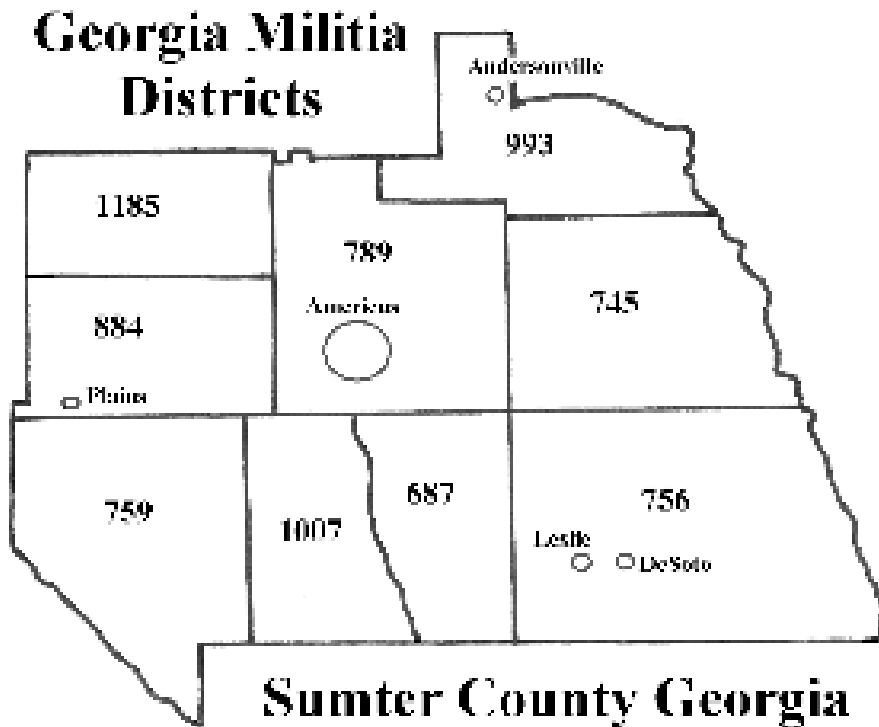 Georgia Militia
Districts
Andersonville
993
1185
789
745
Americus
884
Plains
759
1007
687
756
Leslie
DeSoto
Sumter County Georgia